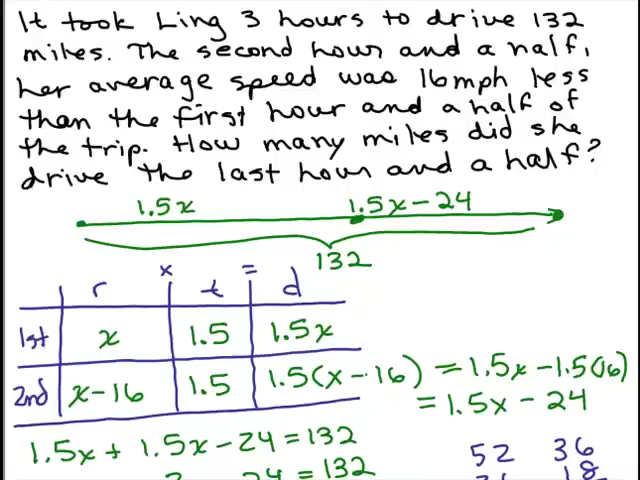 It took Ling 3 hours to drive 132
miles. The second hour and a half,
her average speed was 16mph less
than the first hour and a half of
the trip. How many miles did she
drive the last hour and a half?
1.5x 1.5x - 24
132
r x t = d
1st x 1.5 1.5x
2nd x-16 1.5 1.5(x-16) = 1.5x - 1.5(16)
= 1.5x - 24
1.5x + 1.5x - 24 = 132
52 36
24 = 132
18